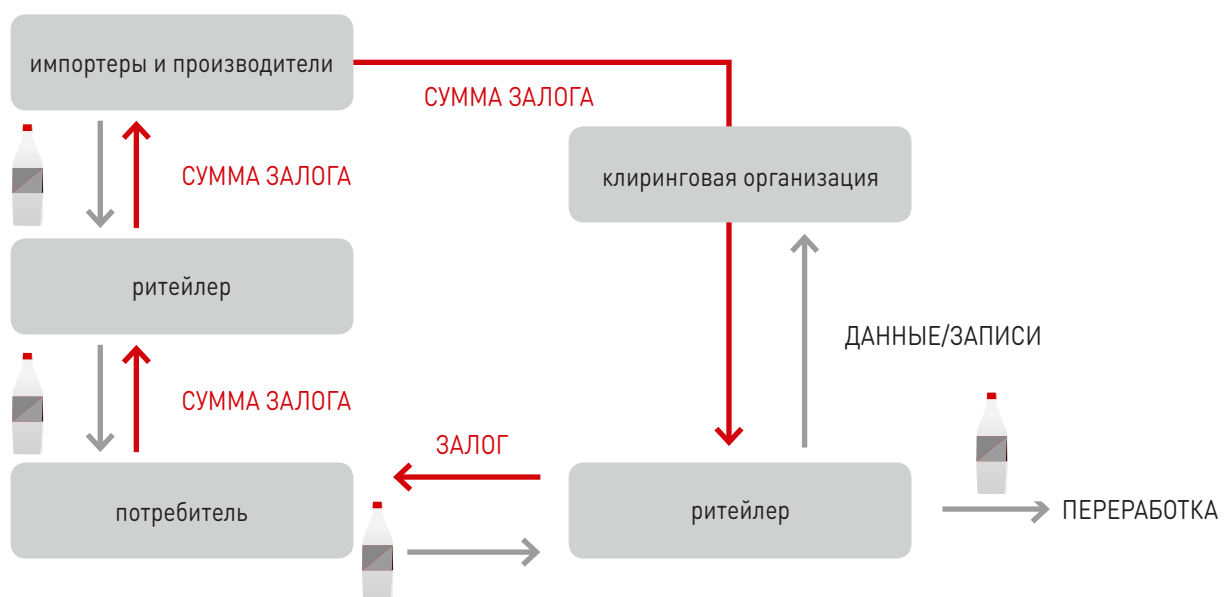 импортеры и производители
СУММА ЗАЛОГА
СУММА ЗАЛОГА
клиринговая организация
ритейлер
ДАННЫЕ/ЗАПИСИ
СУММА ЗАЛОГА
ЗАЛОГ
потребитель
ритейлер
ПЕРЕРАБОТКА